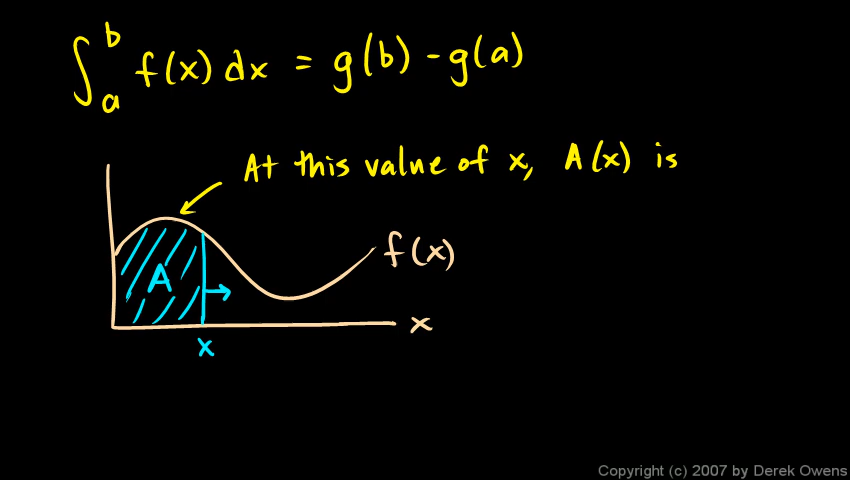 ∫ₐᵇ f(x) dx = g(b) - g(a)
At this value of x, A(x) is
f(x)
A
x
x
Copyright (c) 2007 by Derek Owens